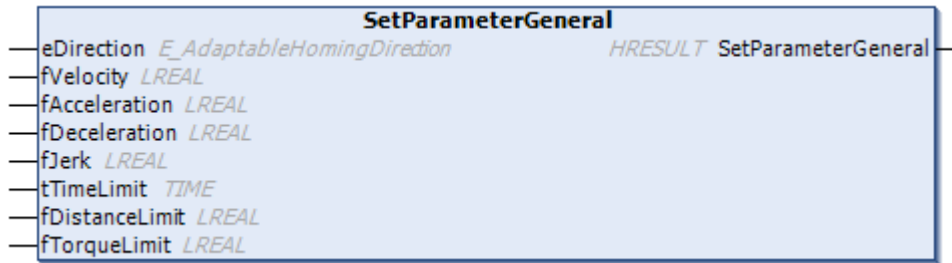 SetParameterGeneral
eDirection E_AdaptableHomingDirection HRESULT SetParameterGeneral
fVelocity LREAL
fAcceleration LREAL
fDeceleration LREAL
fJerk LREAL
tTimeLimit TIME
fDistanceLimit LREAL
fTorqueLimit LREAL